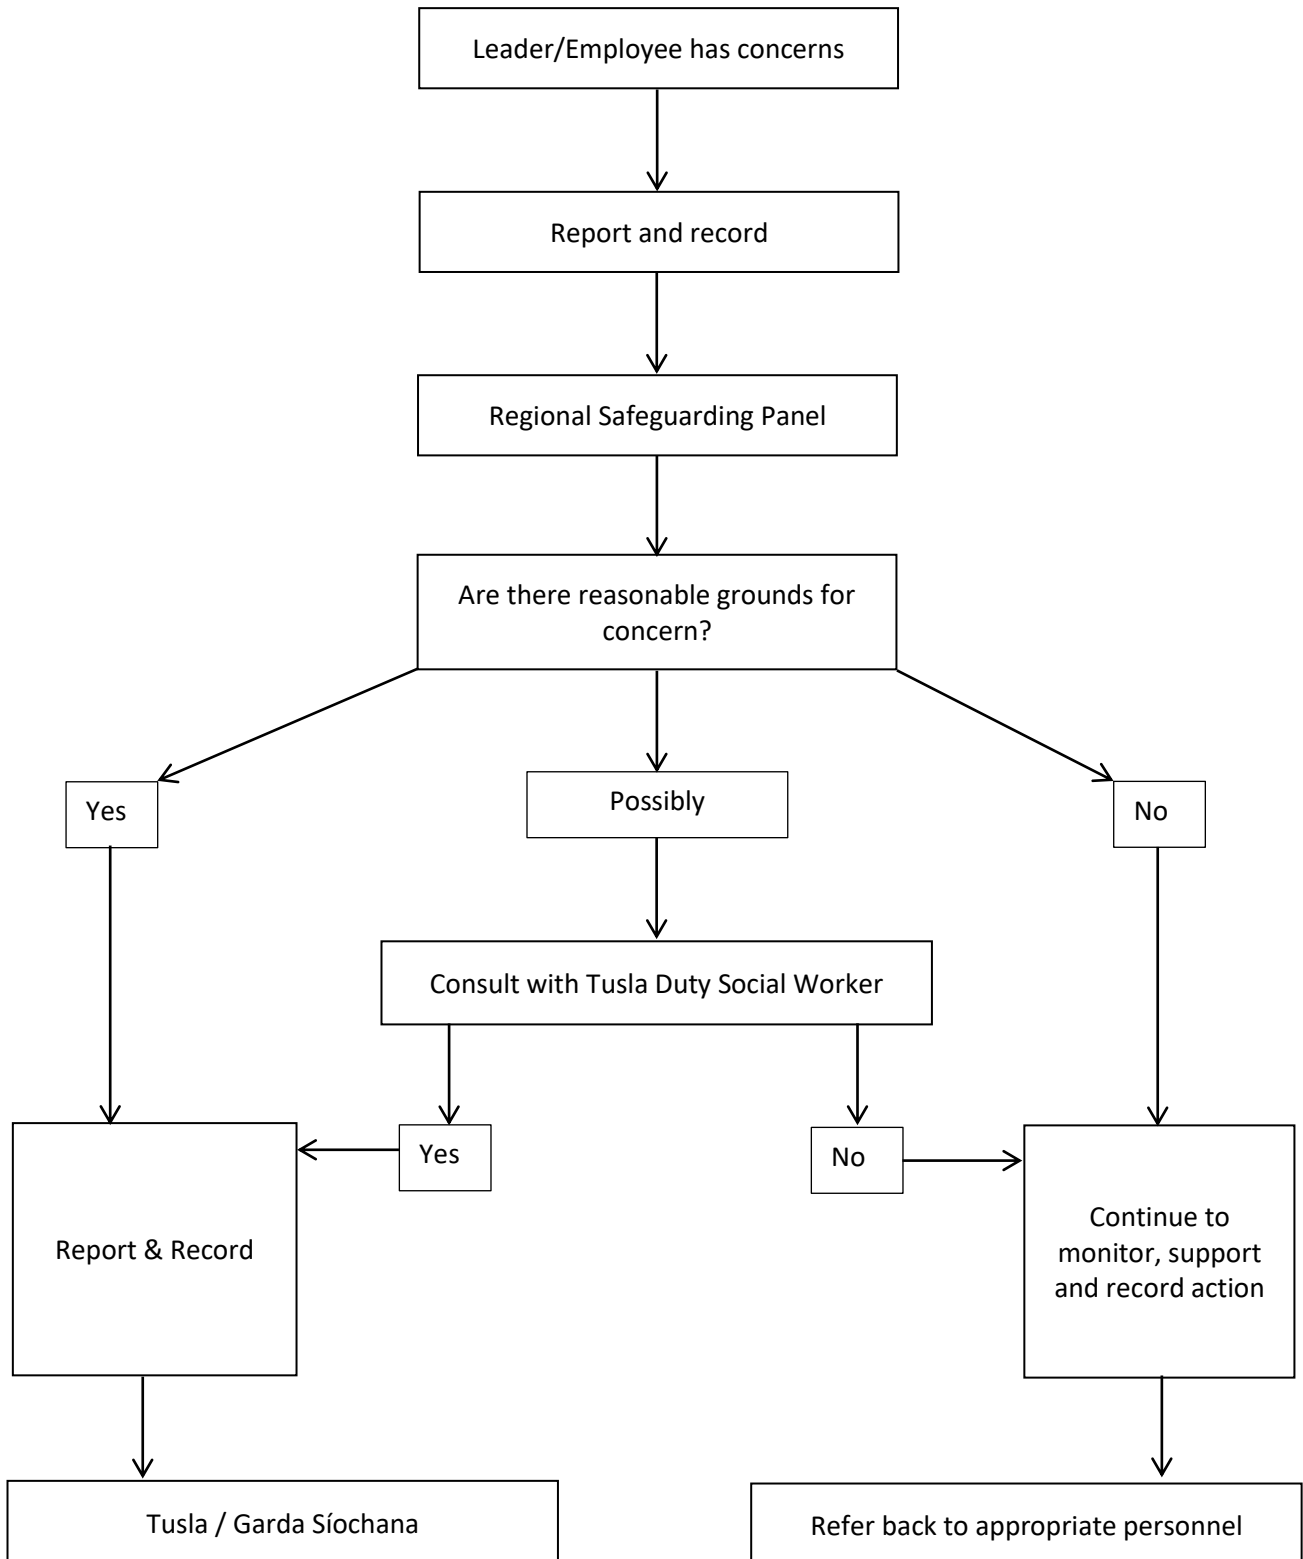 Leader/Employee has concerns
Report and record
Regional Safeguarding Panel
Are there reasonable grounds for
concern?
Yes
Possibly
No
Consult with Tusla Duty Social Worker
Yes
No
Report & Record
Continue to
monitor, support
and record action
Tusla / Garda Síochana
Refer back to appropriate personnel